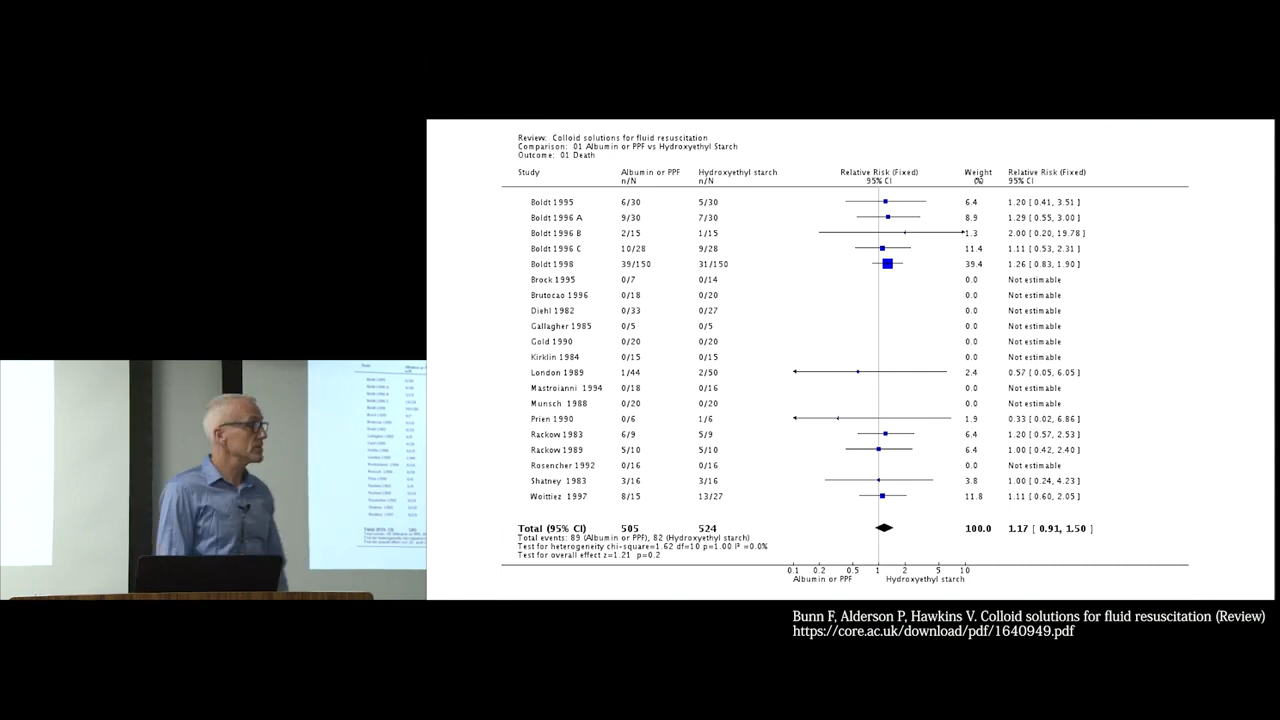 Review: Colloid solutions for fluid resuscitation
Comparison: 01 Albumin or PPF vs Hydroxyethyl Starch
Outcome: 01 Death
Study Albumin or PPF Hydroxyethyl starch Relative Risk (Fixed) Weight Relative Risk (Fixed)
n/N n/N 95% CI (%) 95% CI
Boldt 1995 6/30 5/30 6.4 1.20 [ 0.41, 3.51 ]
Boldt 1996 A 9/30 7/30 8.9 1.29 [ 0.55, 3.00 ]
Boldt 1996 B 2/15 1/15 1.3 2.00 [ 0.20, 19.78 ]
Boldt 1996 C 10/28 9/28 11.4 1.11 [ 0.53, 2.31 ]
Boldt 1998 39/150 31/150 39.4 1.26 [ 0.83, 1.90 ]
Brock 1995 0/7 0/14 0.0 Not estimable
Brutocao 1996 0/18 0/20 0.0 Not estimable
Diehl 1982 0/33 0/27 0.0 Not estimable
Gallagher 1985 0/5 0/5 0.0 Not estimable
Gold 1990 0/20 0/20 0.0 Not estimable
Kirklin 1984 0/15 0/15 0.0 Not estimable
London 1989 1/44 2/50 2.4 0.57 [ 0.05, 6.05 ]
Mastroianni 1994 0/18 0/16 0.0 Not estimable
Munsch 1988 0/20 0/20 0.0 Not estimable
Prien 1990 0/6 1/6 1.9 0.33 [ 0.02, 6.86 ]
Rackow 1983 6/9 5/9 6.4 1.20 [ 0.57, 2.53 ]
Rackow 1989 5/10 5/10 6.4 1.00 [ 0.42, 2.40 ]
Rosencher 1992 0/16 0/16 0.0 Not estimable
Shatney 1983 3/16 3/16 3.8 1.00 [ 0.24, 4.23 ]
Woittiez 1997 8/15 13/27 11.8 1.11 [ 0.60, 2.05 ]
Total (95% CI) 505 524 100.0 1.17 [ 0.91, 1.50 ]
Total events: 89 (Albumin or PPF), 82 (Hydroxyethyl starch)
Test for heterogeneity chi-square=1.62 df=10 p=1.00 I² =0.0%
Test for overall effect z=1.21 p=0.2
0.1 0.2 0.5 1 2 5 10
Albumin or PPF Hydroxyethyl starch
Bunn F, Alderson P, Hawkins V. Colloid solutions for fluid resuscitation (Review)
https://core.ac.uk/download/pdf/1640949.pdf